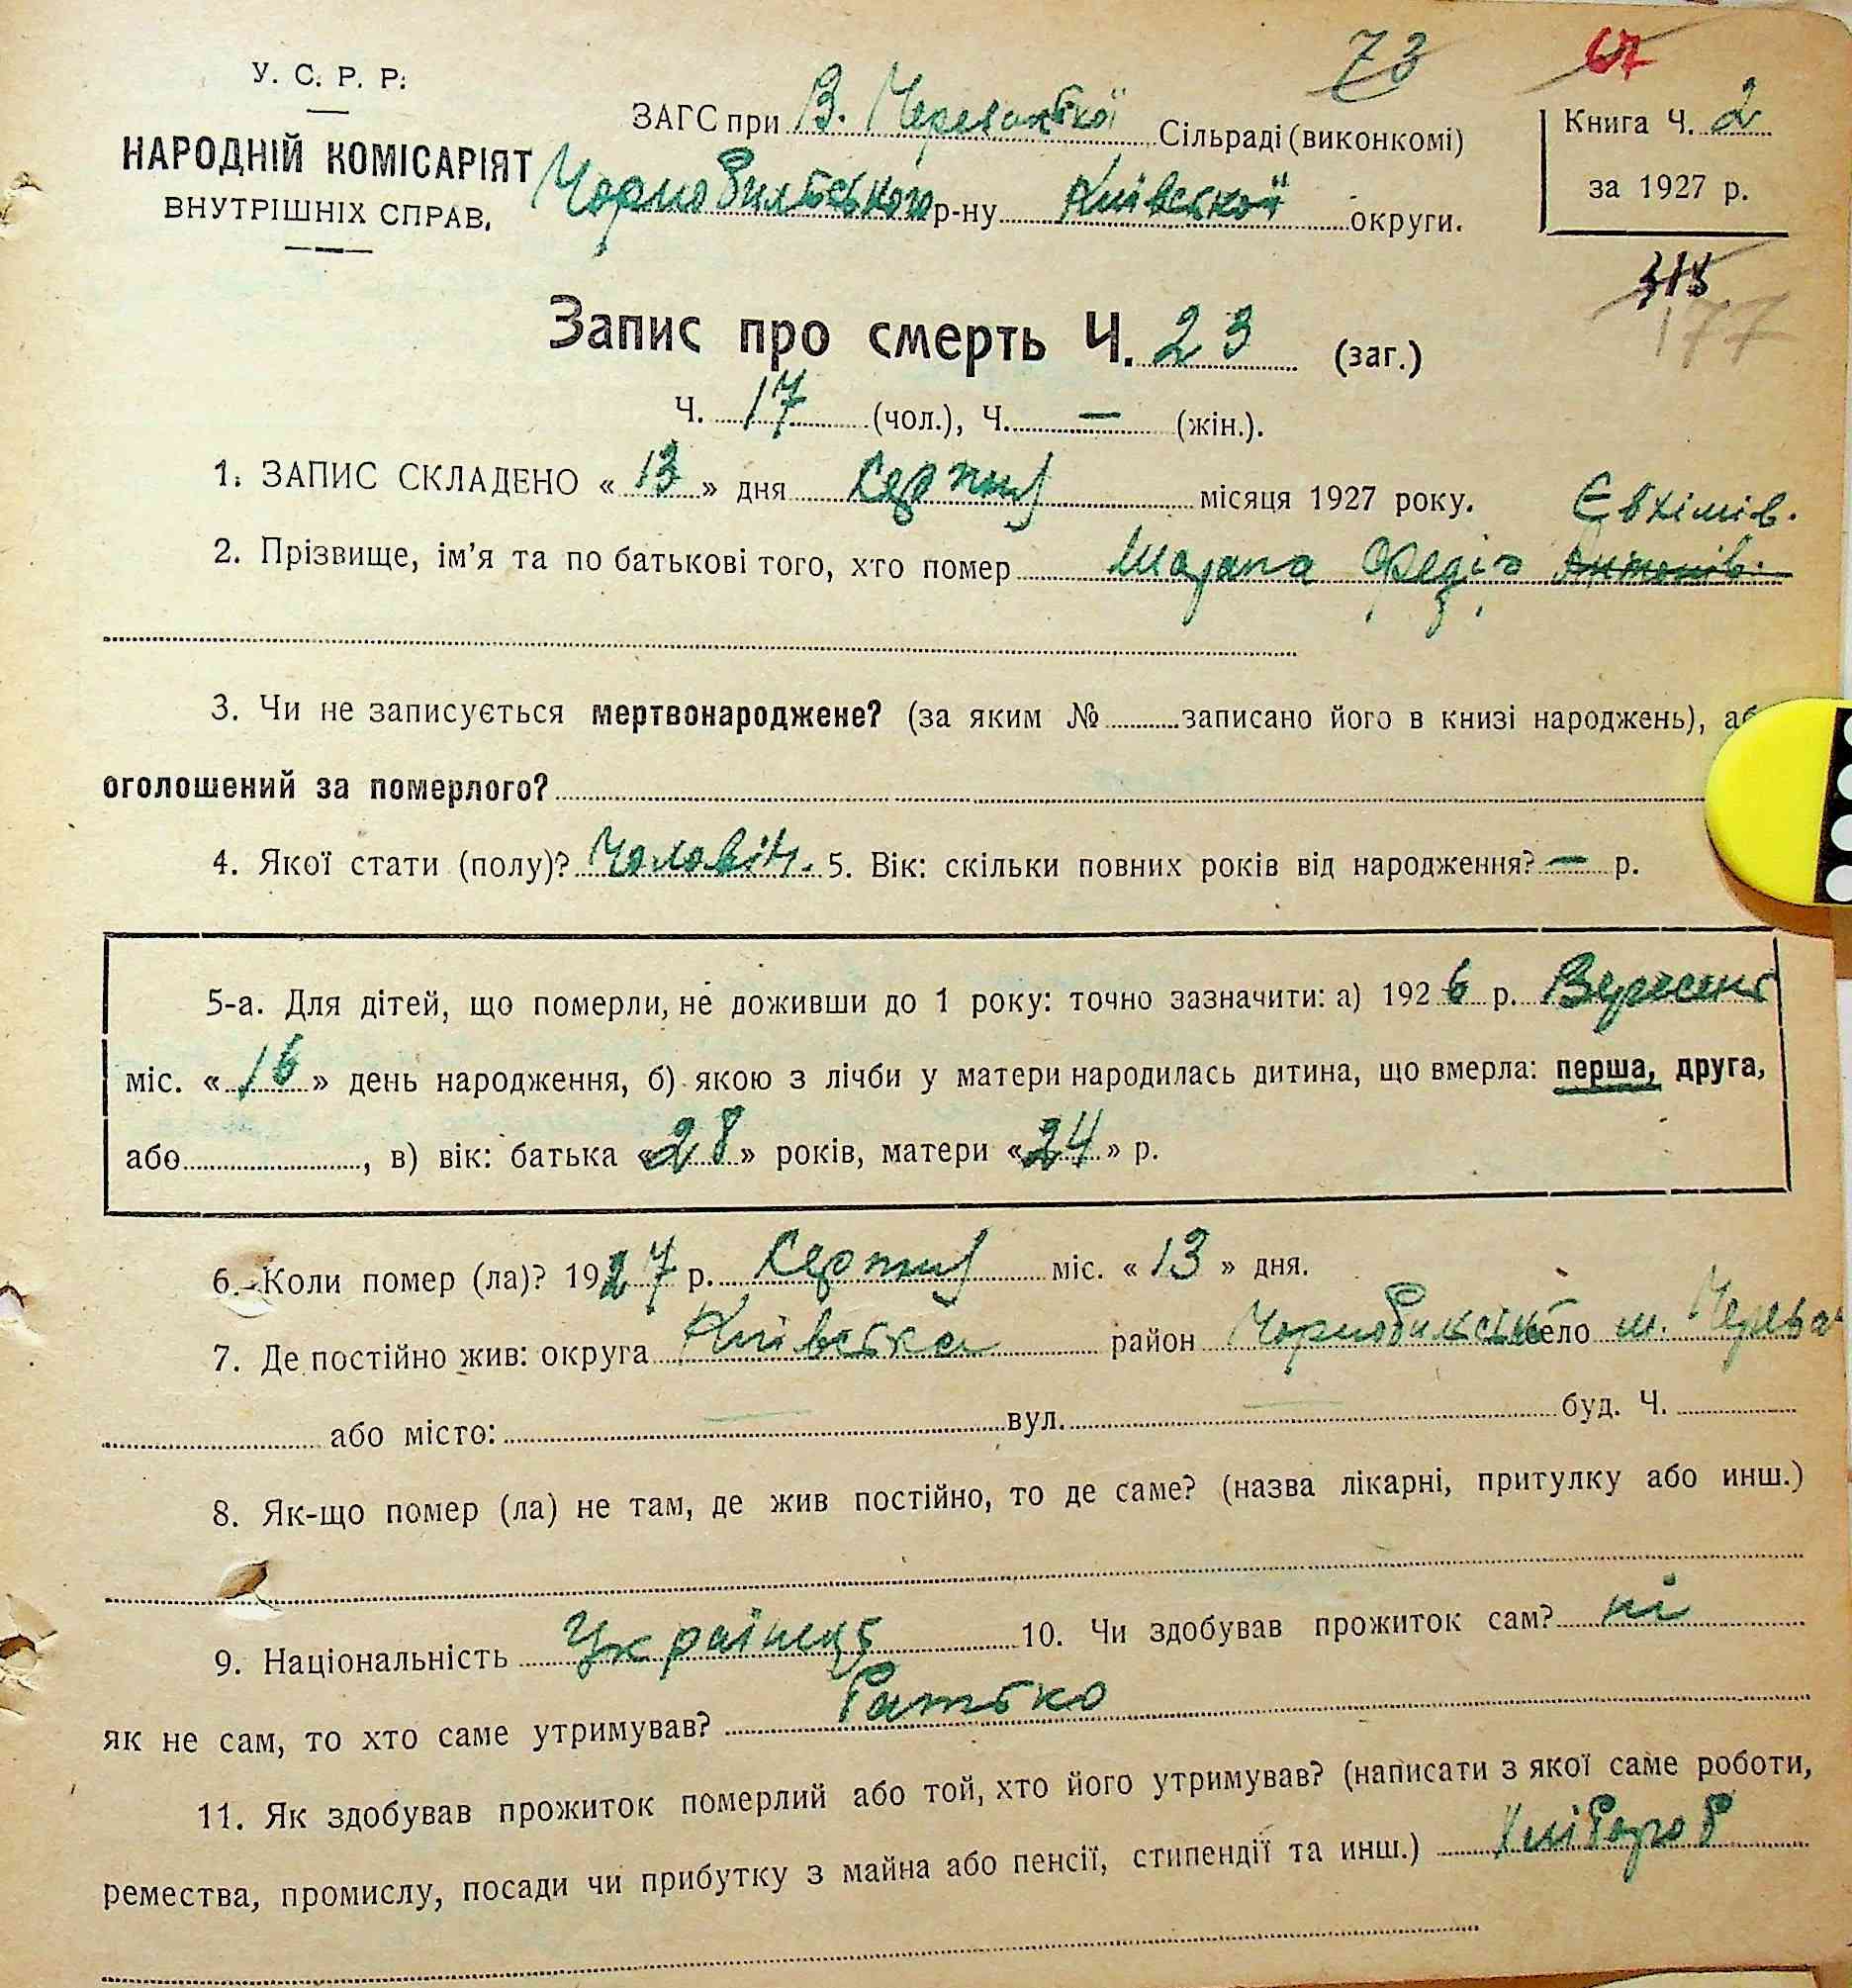 73 67
У. С. Р. Р.
ЗАГС при В. Черевацької Сільраді (виконкомі)
Книга Ч. 2
НАРОДНІЙ КОМІСАРІЯТ
за 1927 р.
ВНУТРІШНІХ СПРАВ.
Чорнобильського р-ну Київської округи.
177
Запис про смерть Ч. 23 (заг.)
Ч. 17 (чол.), Ч. — (жін.).
1. ЗАПИС СКЛАДЕНО « 13 » дня Серпня місяця 1927 року.
Євхімів.
2. Прізвище, ім’я та по батькові того, хто помер Федір Антонів.
3. Чи не записується мертвонароджене? (за яким № записано його в книзі народжень),
оголошений за померлого?
4. Якої стати (полу)? Чоловіч. 5. Вік: скільки повних років від народження? — р.
5-а. Для дітей, що померли, не доживши до 1 року: точно зазначити: а) 1926 р. Вересня
міс. « 16 » день народження, б) якою з лічби у матери народилась дитина, що вмерла: перша, друга,
або , в) вік: батька « 28 » років, матери « 24 » р.
6. Коли помер (ла)? 1927 р. Серпня міс. « 13 » дня.
7. Де постійно жив: округа Київська район Чорнобильськ село
або місто: — вул. — буд. Ч.
8. Як-що помер (ла) не там, де жив постійно, то де саме? (назва лікарні, притулку або инш.)
9. Національність Українець 10. Чи здобував прожиток сам? ні
як не сам, то хто саме утримував? Батько
11. Як здобував прожиток померлий або той, хто його утримував? (написати з якої саме роботи,
ремества, промислу, посади чи прибутку з майна або пенсії, стипендії та инш.) Хлібороб